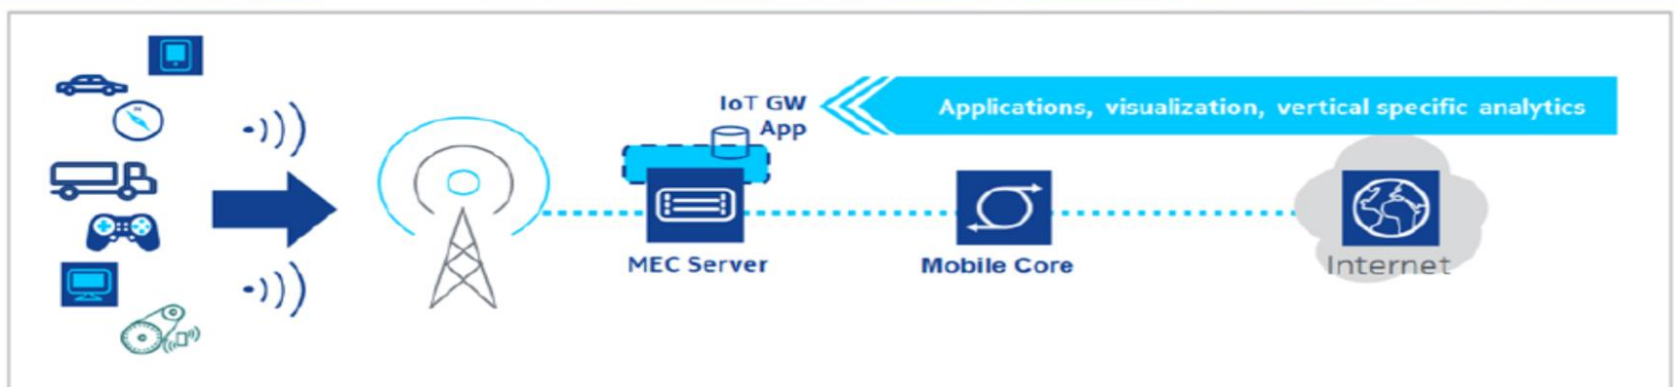 IoT GW
App
Applications, visualization, vertical specific analytics
MEC Server
Mobile Core
Internet